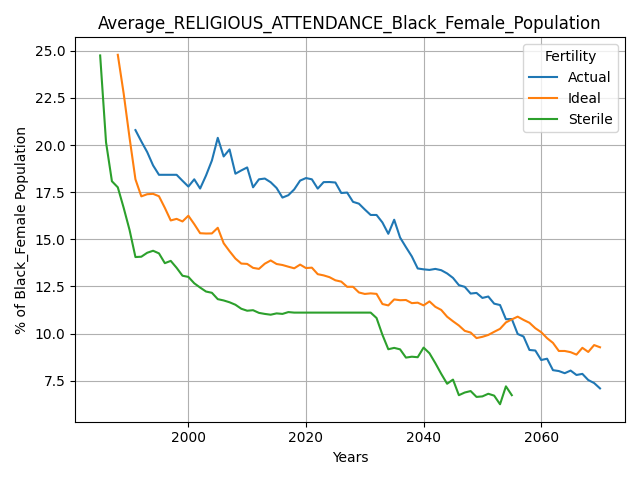 Average_RELIGIOUS_ATTENDANCE_Black_Female_Population
Fertility
Actual
Ideal
Sterile
% of Black_Female Population
25.0
22.5
20.0
17.5
15.0
12.5
10.0
7.5
2000 2020 2040 2060
Years